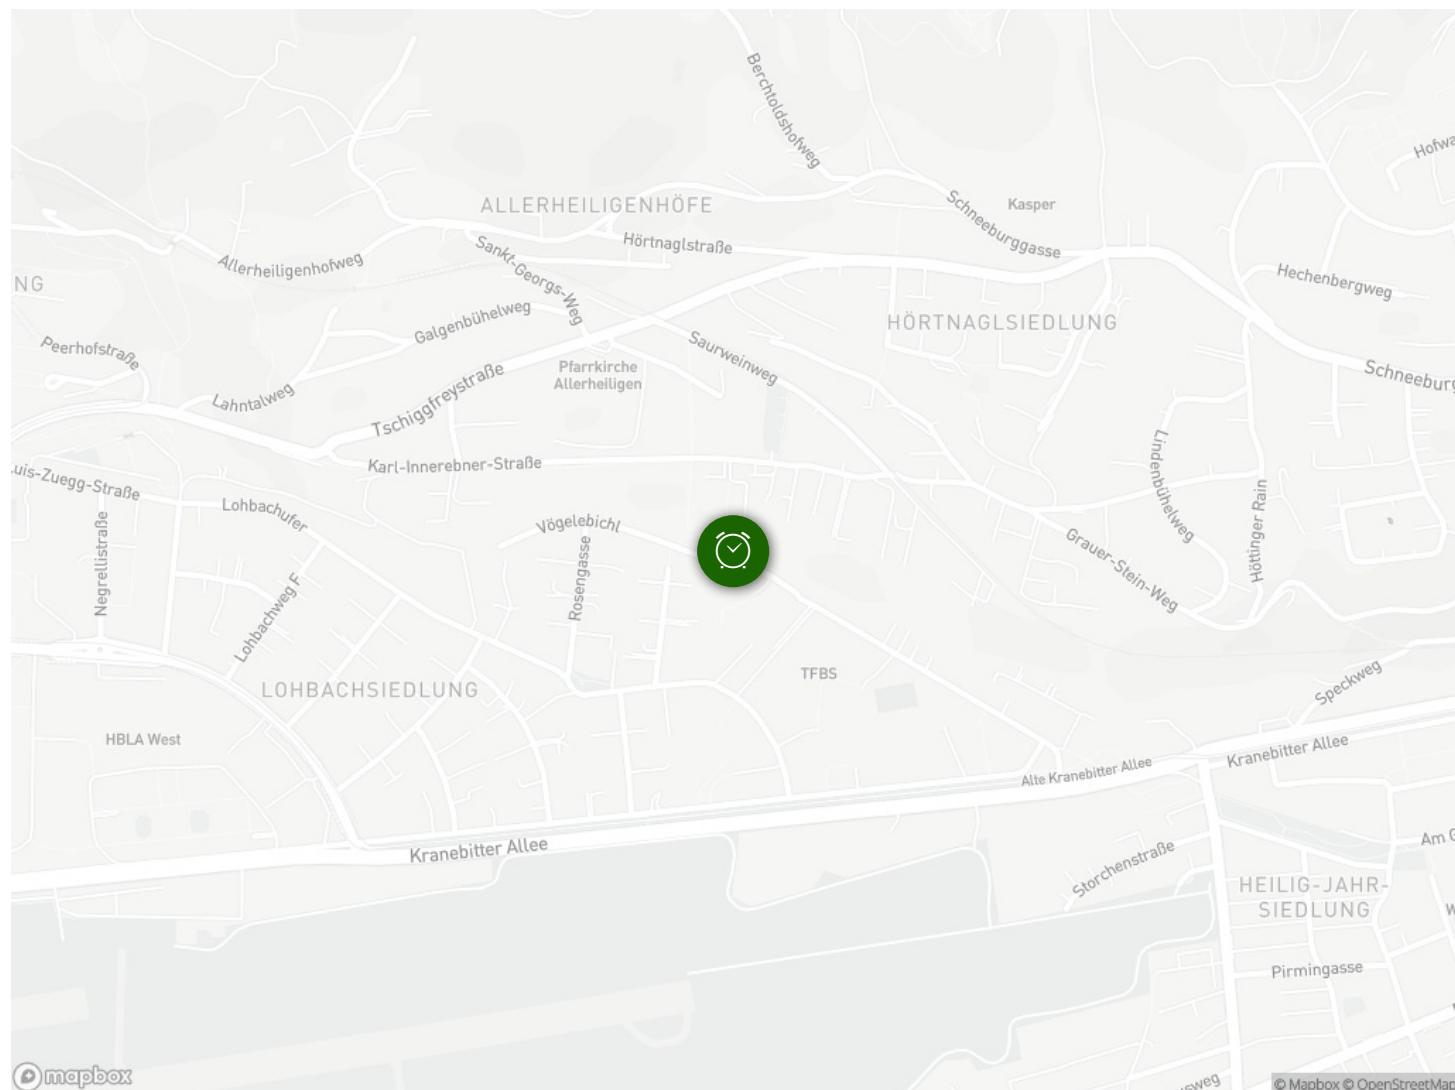 Berchtoldshofweg
Hofwa
ALLERHEILIGENHÖFE
Schneeburggasse
Kasper
Hörtnaglstraße
Sankt-Georgs-Weg
Allerheiligenhofweg
NG
Hechenbergweg
Galgenbühelweg
HÖRTNAGLSIEDLUNG
Peerhofstraße
Saurweinweg
Pfarrkirche
Allerheiligen
Schneeburg
Lahntalweg
Tschiggfreystraße
Karl-Innerebner-Straße
Lindenbühelweg
uis-Zuegg-Straße
Lohbachufer
Vögelebichl
Höttinger Rain
Negrellistraße
Rosengasse
Grauer-Stein-Weg
Lohbachweg F
LOHBACHSIEDLUNG
TFBS
Speckweg
HBLA West
Kranebitter Allee
Alte Kranebitter Allee
Kranebitter Allee
Am G
Storchenstraße
HEILIG-JAHR-
SIEDLUNG
W
Pirmingasse
mapbox
usweg
© Mapbox © OpenStreetMap